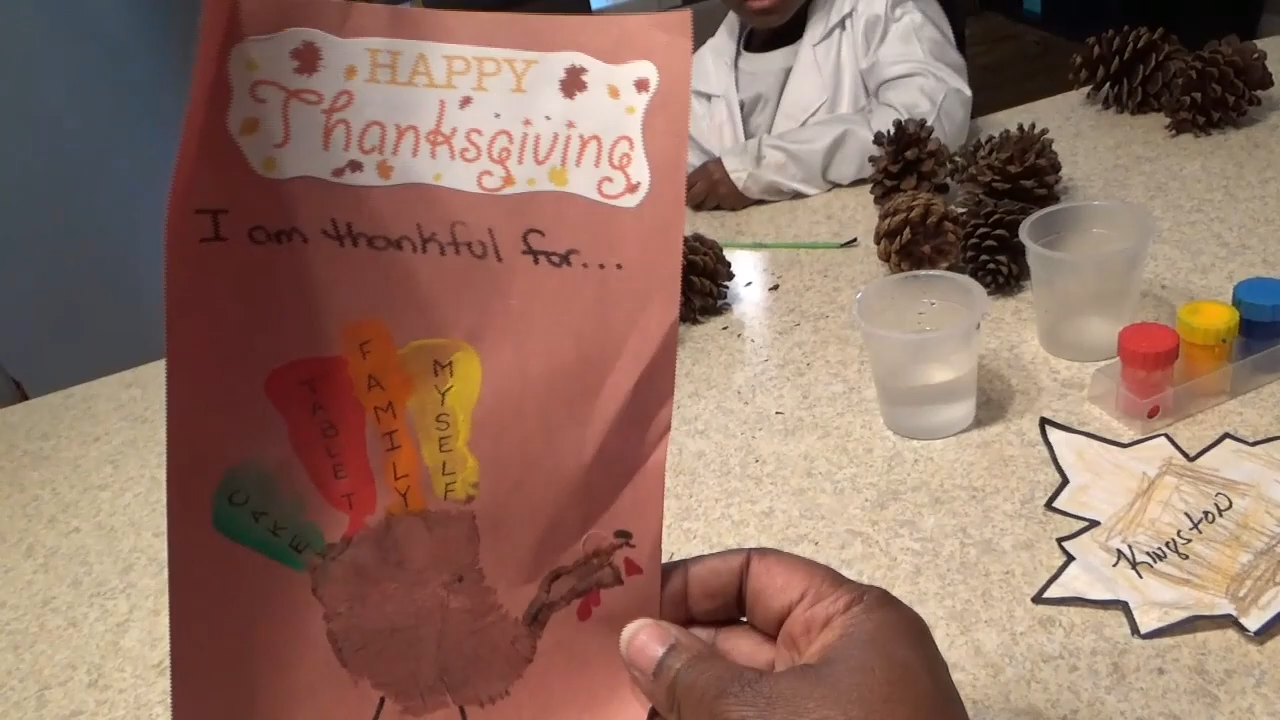 HAPPY
Thanksgiving
I am thankful for...
CAKE
TABLET
FAMILY
MYSELF
Kingston